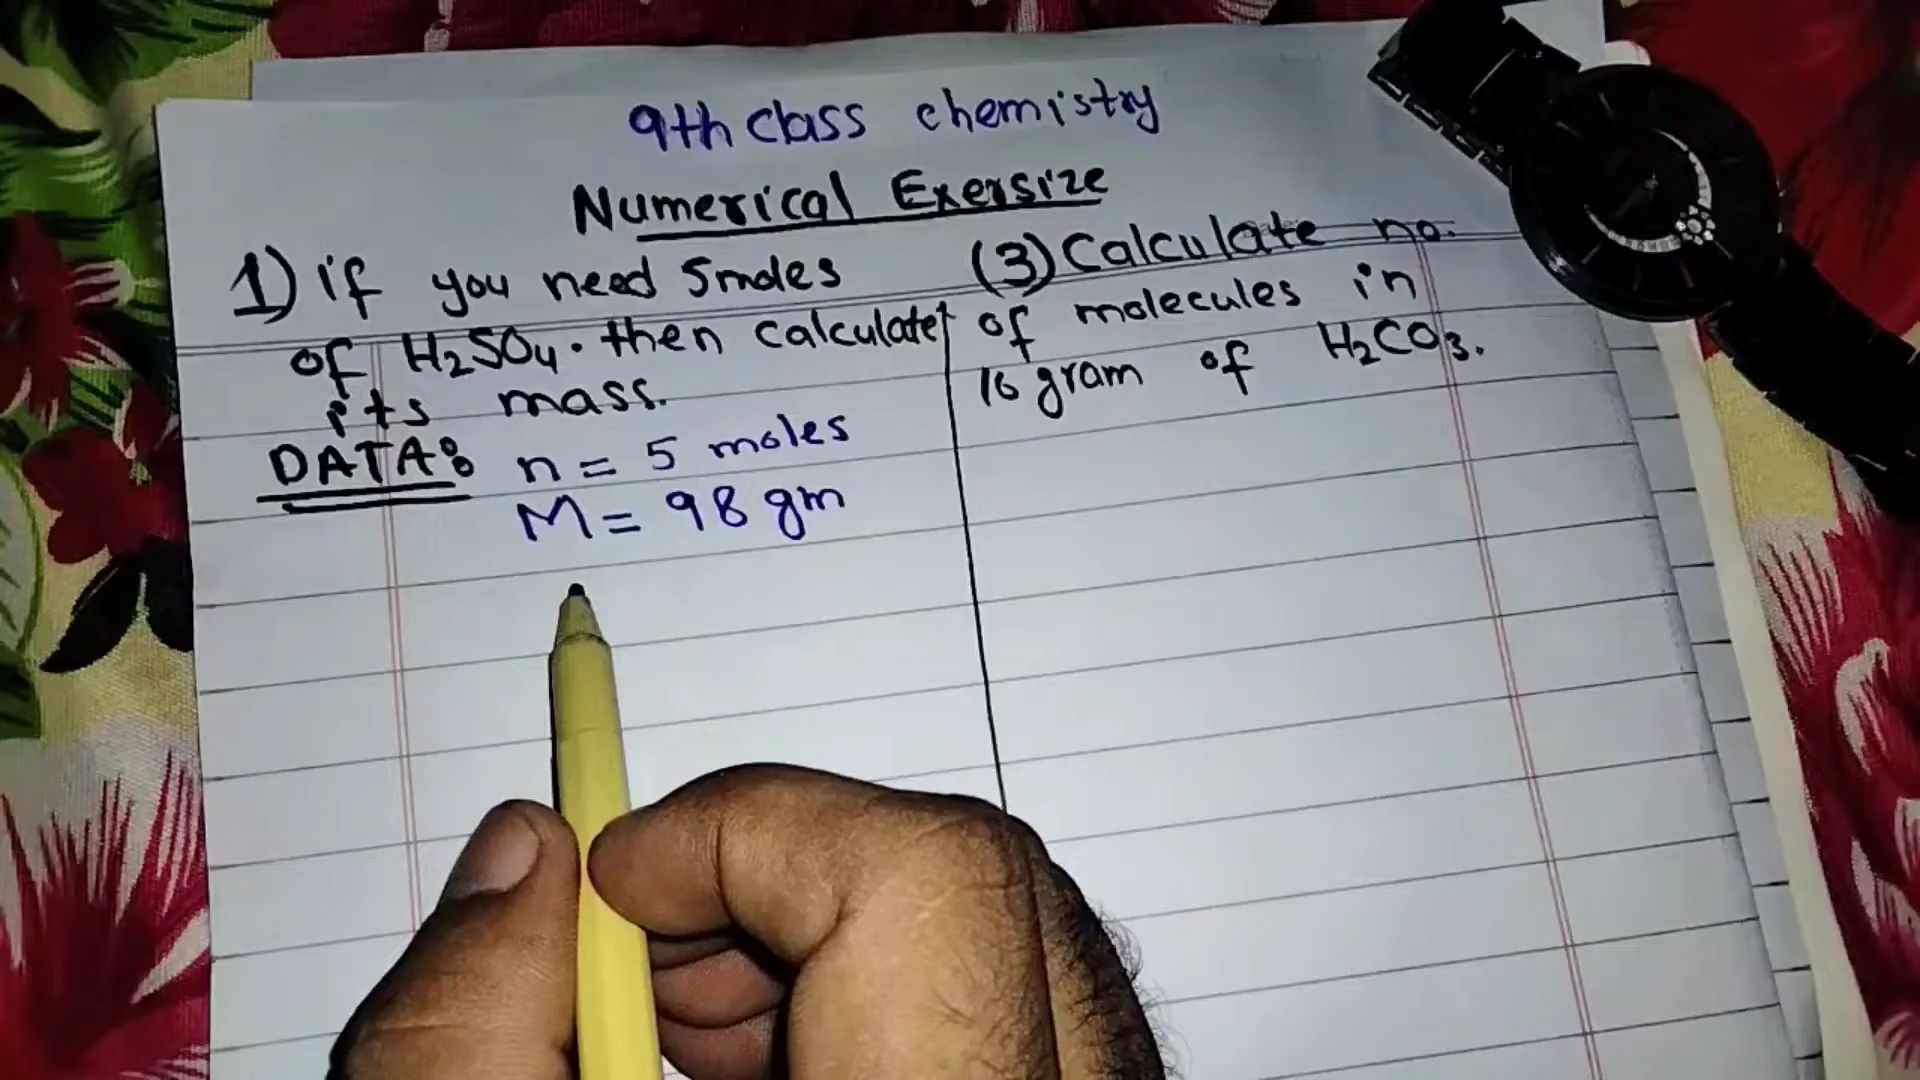 9th class chemistry
Numerical Exersize
1) if you need 5moles
of H₂SO₄. then calculate
its mass.
DATA: n = 5 moles
M = 98 gm
(3) Calculate no.
of molecules in
16 gram of H₂CO₃.